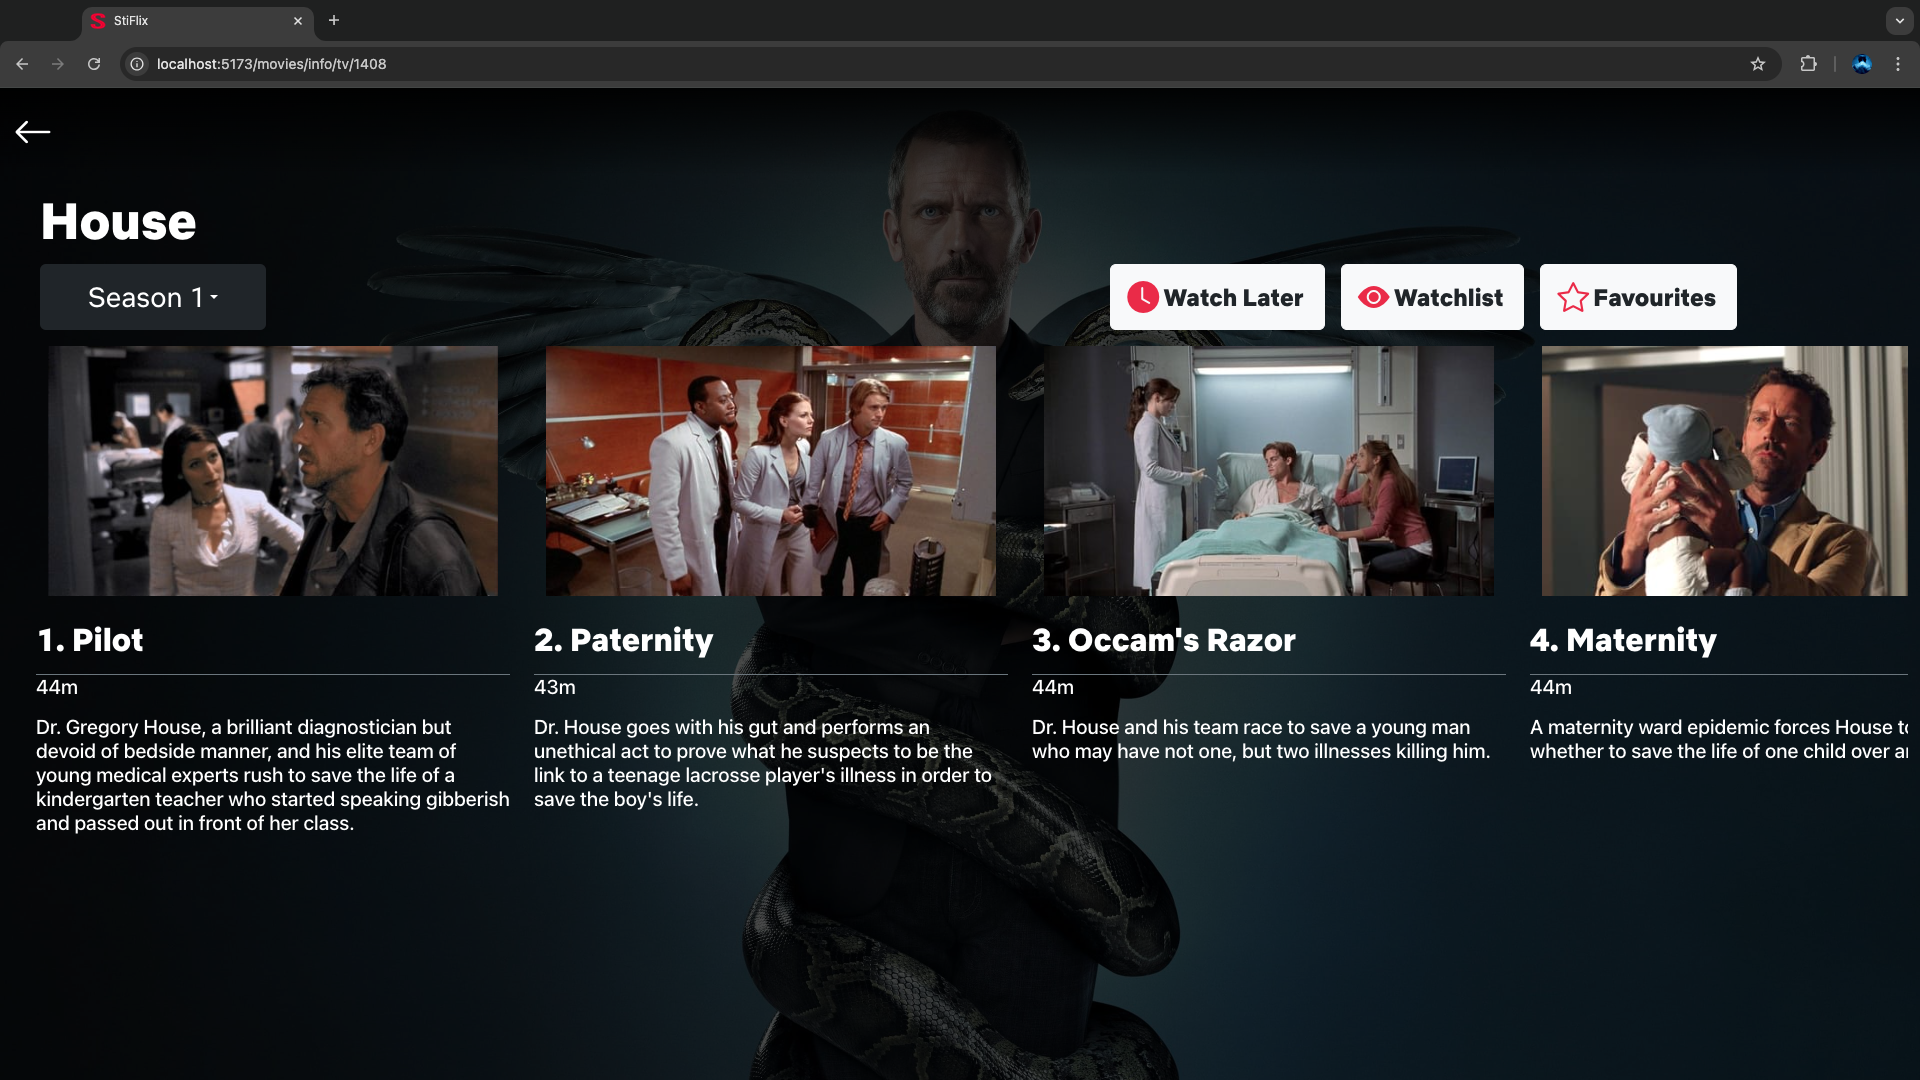 StiFlix
localhost:5173/movies/info/tv/1408
House
Season 1
Watch Later
Watchlist
Favourites
1. Pilot
44m
Dr. Gregory House, a brilliant diagnostician but
devoid of bedside manner, and his elite team of
young medical experts rush to save the life of a
kindergarten teacher who started speaking gibberish
and passed out in front of her class.
2. Paternity
43m
Dr. House goes with his gut and performs an
unethical act to prove what he suspects to be the
link to a teenage lacrosse player's illness in order to
save the boy's life.
3. Occam's Razor
44m
Dr. House and his team race to save a young man
who may have not one, but two illnesses killing him.
4. Maternity
44m
A maternity ward epidemic forces House
whether to save the life of one child over